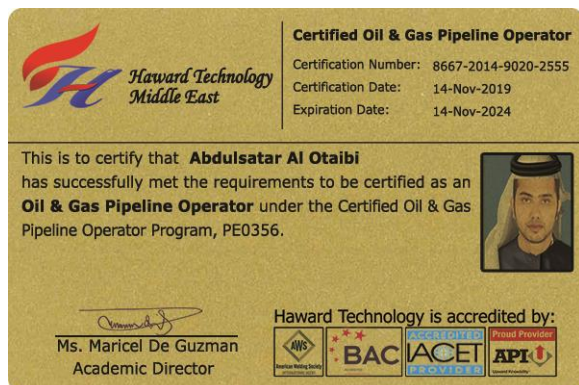 Haward Technology
Middle East
Certified Oil & Gas Pipeline Operator
Certification Number: 8667-2014-9020-2555
Certification Date: 14-Nov-2019
Expiration Date: 14-Nov-2024
This is to certify that Abdulsatar Al Otaibi
has successfully met the requirements to be certified as an
Oil & Gas Pipeline Operator under the Certified Oil & Gas
Pipeline Operator Program, PE0356.
Ms. Maricel De Guzman
Academic Director
Haward Technology is accredited by:
AWS
American Welding Society
BAC
ACCREDITED
IACET
PROVIDER
Proud Provider
API U